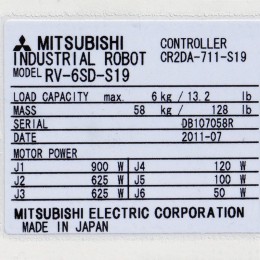 MITSUBISHI CONTROLLER
INDUSTRIAL ROBOT CR2DA-711-S19
MODEL RV-6SD-S19
LOAD CAPACITY max. 6 kg / 13.2 lb
MASS 58 kg / 128 lb
SERIAL DB107058R
DATE 2011-07
MOTOR POWER
J1 900 W J4 120 W
J2 625 W J5 100 W
J3 625 W J6 50 W
MITSUBISHI ELECTRIC CORPORATION
MADE IN JAPAN